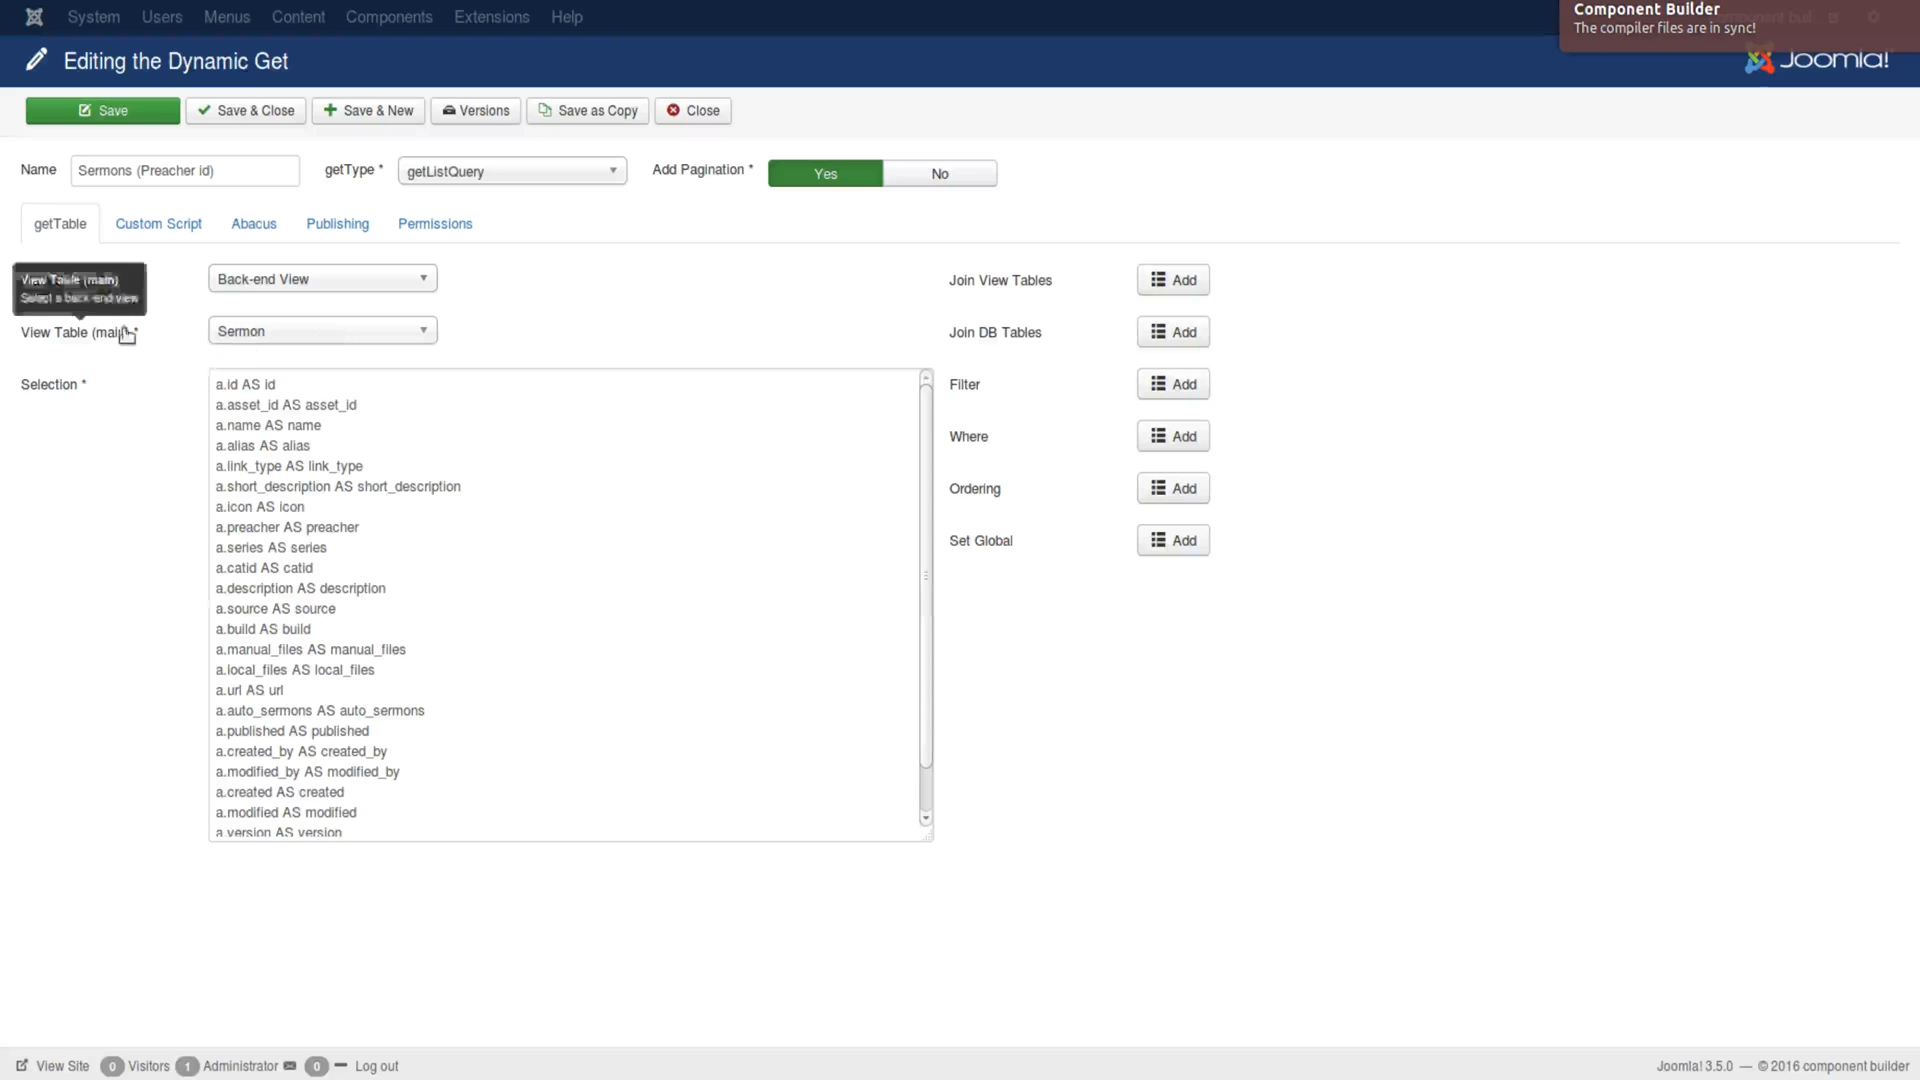 System Users Menus Content Components Extensions Help
Component Builder
The compiler files are in sync!
Editing the Dynamic Get
Joomla!
Save Save & Close Save & New Versions Save as Copy Close
Name Sermons (Preacher id) getType * getListQuery Add Pagination * Yes No
getTable Custom Script Abacus Publishing Permissions
View Table (main)
Select a back-end view
Back-end View
Join View Tables Add
View Table (main) *
Sermon
Join DB Tables Add
Selection *
a.id AS id
a.asset_id AS asset_id
a.name AS name
a.alias AS alias
a.link_type AS link_type
a.short_description AS short_description
a.icon AS icon
a.preacher AS preacher
a.series AS series
a.catid AS catid
a.description AS description
a.source AS source
a.build AS build
a.manual_files AS manual_files
a.local_files AS local_files
a.url AS url
a.auto_sermons AS auto_sermons
a.published AS published
a.created_by AS created_by
a.modified_by AS modified_by
a.created AS created
a.modified AS modified
a.version AS version
Filter Add
Where Add
Ordering Add
Set Global Add
View Site 0 Visitors 1 Administrator 0 Log out
Joomla! 3.5.0 — © 2016 component builder